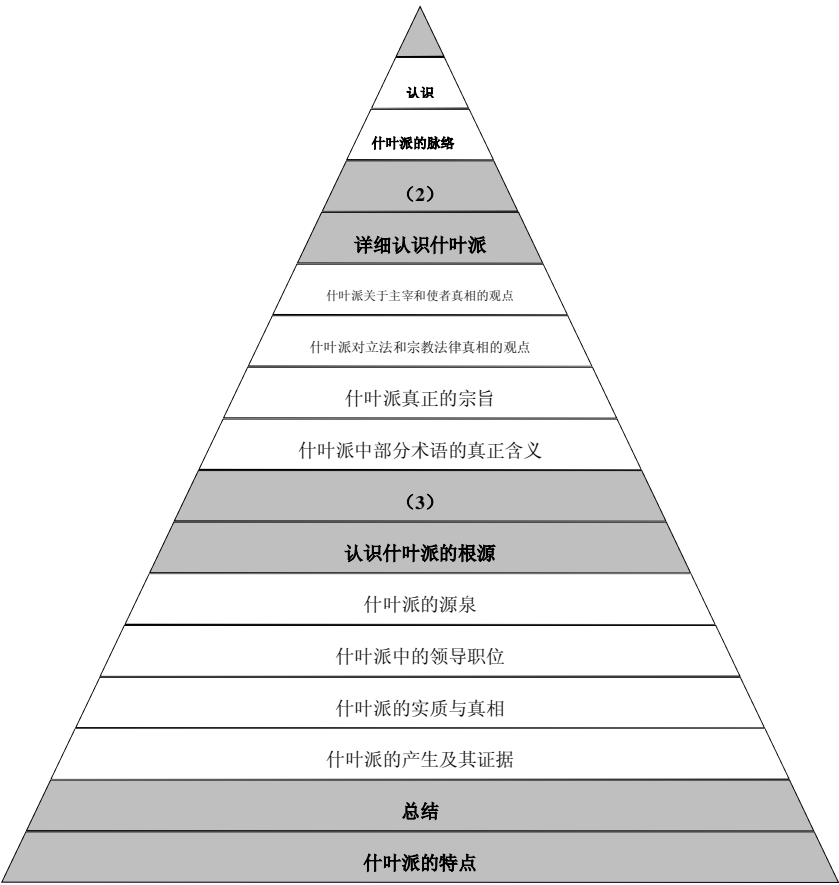 认识
什叶派的脉络
（2）
详细认识什叶派
什叶派关于主宰和使者真相的观点
什叶派对立法和宗教法律真相的观点
什叶派真正的宗旨
什叶派中部分术语的真正含义
（3）
认识什叶派的根源
什叶派的源泉
什叶派中的领导职位
什叶派的实质与真相
什叶派的产生及其证据
总结
什叶派的特点